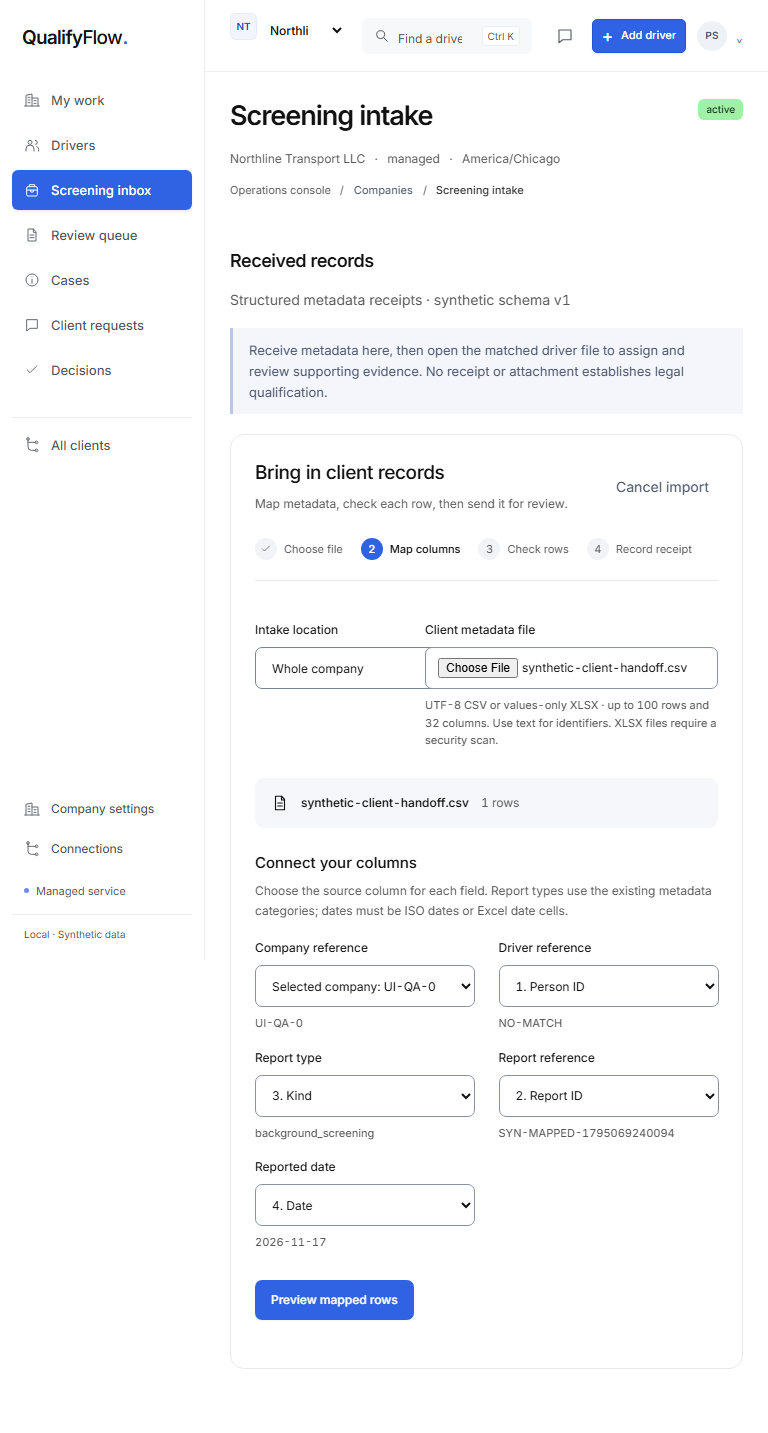 QualifyFlow.
NT
Northli
Find a drive
Ctrl K
+ Add driver
PS
My work
Drivers
Screening inbox
Review queue
Cases
Client requests
Decisions
All clients
Company settings
Connections
Managed service
Local · Synthetic data
Screening intake
active
Northline Transport LLC · managed · America/Chicago
Operations console / Companies / Screening intake
Received records
Structured metadata receipts · synthetic schema v1
Receive metadata here, then open the matched driver file to assign and
review supporting evidence. No receipt or attachment establishes legal
qualification.
Bring in client records
Map metadata, check each row, then send it for review.
Cancel import
Choose file
2 Map columns
3 Check rows
4 Record receipt
Intake location
Whole company
Client metadata file
Choose File synthetic-client-handoff.csv
UTF-8 CSV or values-only XLSX · up to 100 rows and
32 columns. Use text for identifiers. XLSX files require a
security scan.
synthetic-client-handoff.csv 1 rows
Connect your columns
Choose the source column for each field. Report types use the existing metadata
categories; dates must be ISO dates or Excel date cells.
Company reference
Selected company: UI-QA-0
UI-QA-0
Driver reference
1. Person ID
NO-MATCH
Report type
3. Kind
background_screening
Report reference
2. Report ID
SYN-MAPPED-1795069240094
Reported date
4. Date
2026-11-17
Preview mapped rows